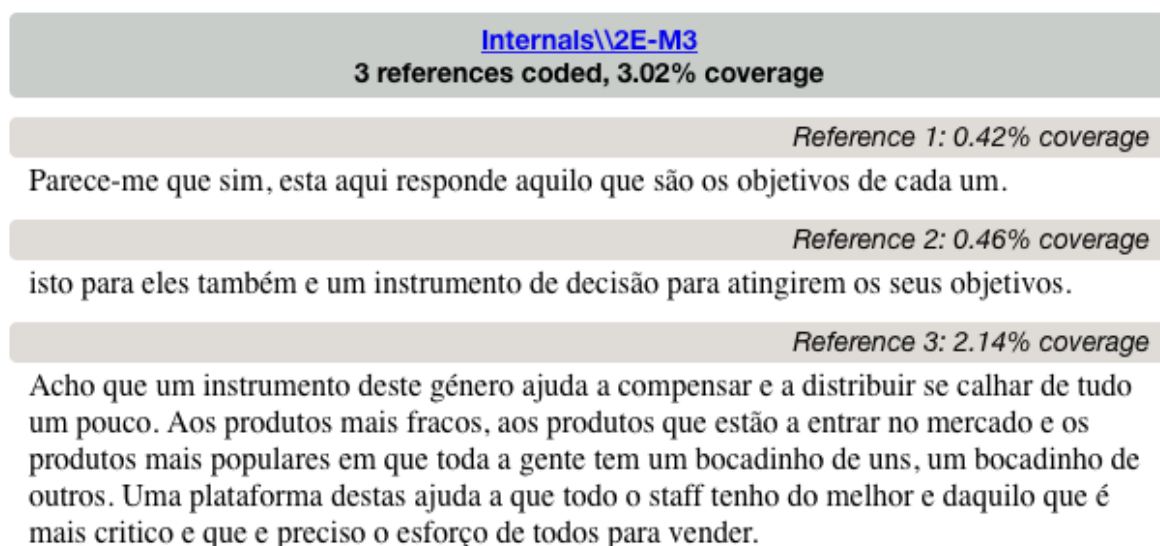 Internals\\2E-M3
3 references coded, 3.02% coverage
Reference 1: 0.42% coverage
Parece-me que sim, esta aqui responde aquilo que são os objetivos de cada um.
Reference 2: 0.46% coverage
isto para eles também e um instrumento de decisão para atingirem os seus objetivos.
Reference 3: 2.14% coverage
Acho que um instrumento deste género ajuda a compensar e a distribuir se calhar de tudo
um pouco. Aos produtos mais fracos, aos produtos que estão a entrar no mercado e os
produtos mais populares em que toda a gente tem um bocadinho de uns, um bocadinho de
outros. Uma plataforma destas ajuda a que todo o staff tenho do melhor e daquilo que é
mais critico e que e preciso o esforço de todos para vender.